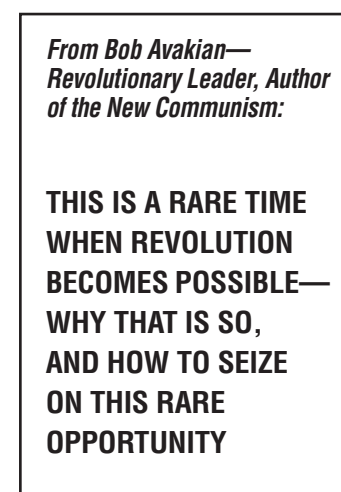 From Bob Avakian—
Revolutionary Leader, Author
of the New Communism:
THIS IS A RARE TIME
WHEN REVOLUTION
BECOMES POSSIBLE—
WHY THAT IS SO,
AND HOW TO SEIZE
ON THIS RARE
OPPORTUNITY